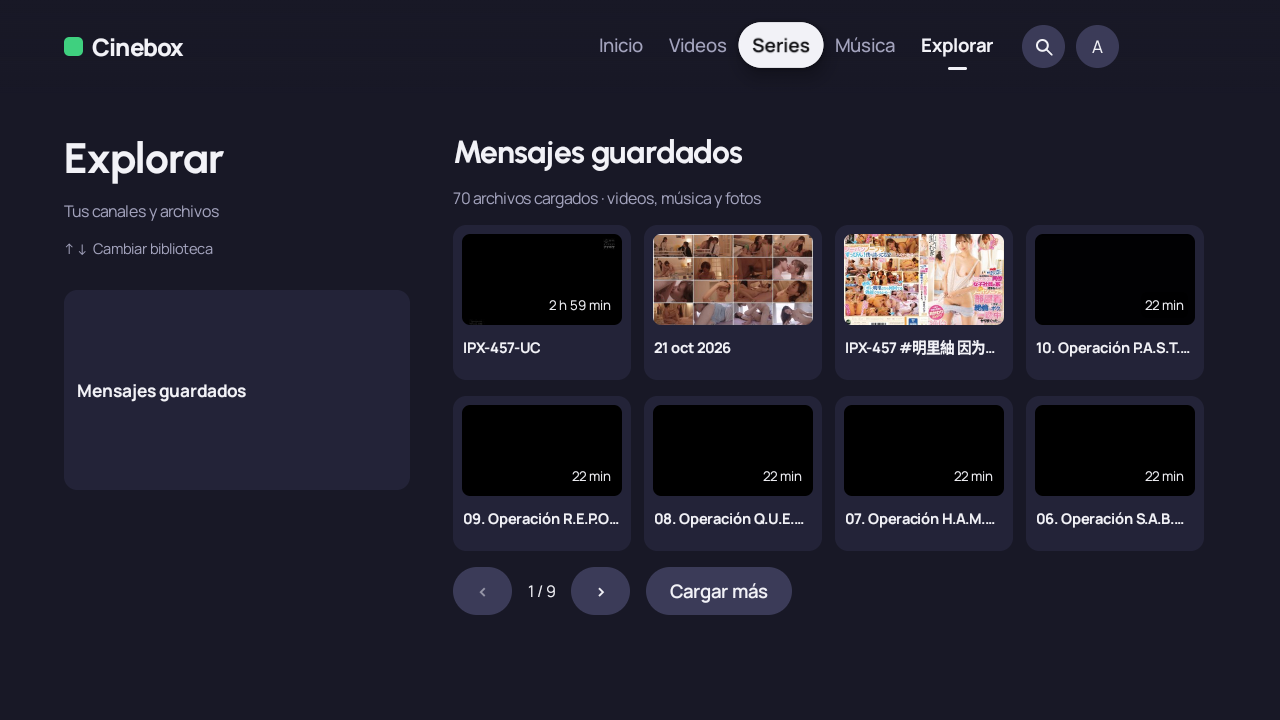 Cinebox
Inicio
Videos
Series
Música
Explorar
A
Explorar
Tus canales y archivos
↑ ↓ Cambiar biblioteca
Mensajes guardados
Mensajes guardados
70 archivos cargados · videos, música y fotos
2 h 59 min
IPX-457-UC
21 oct 2026
IPX-457 #明里紬 因为…
22 min
10. Operación P.A.S.T.…
22 min
09. Operación R.E.P.O…
22 min
08. Operación Q.U.E.…
22 min
07. Operación H.A.M.…
22 min
06. Operación S.A.B.…
‹
1 / 9
›
Cargar más